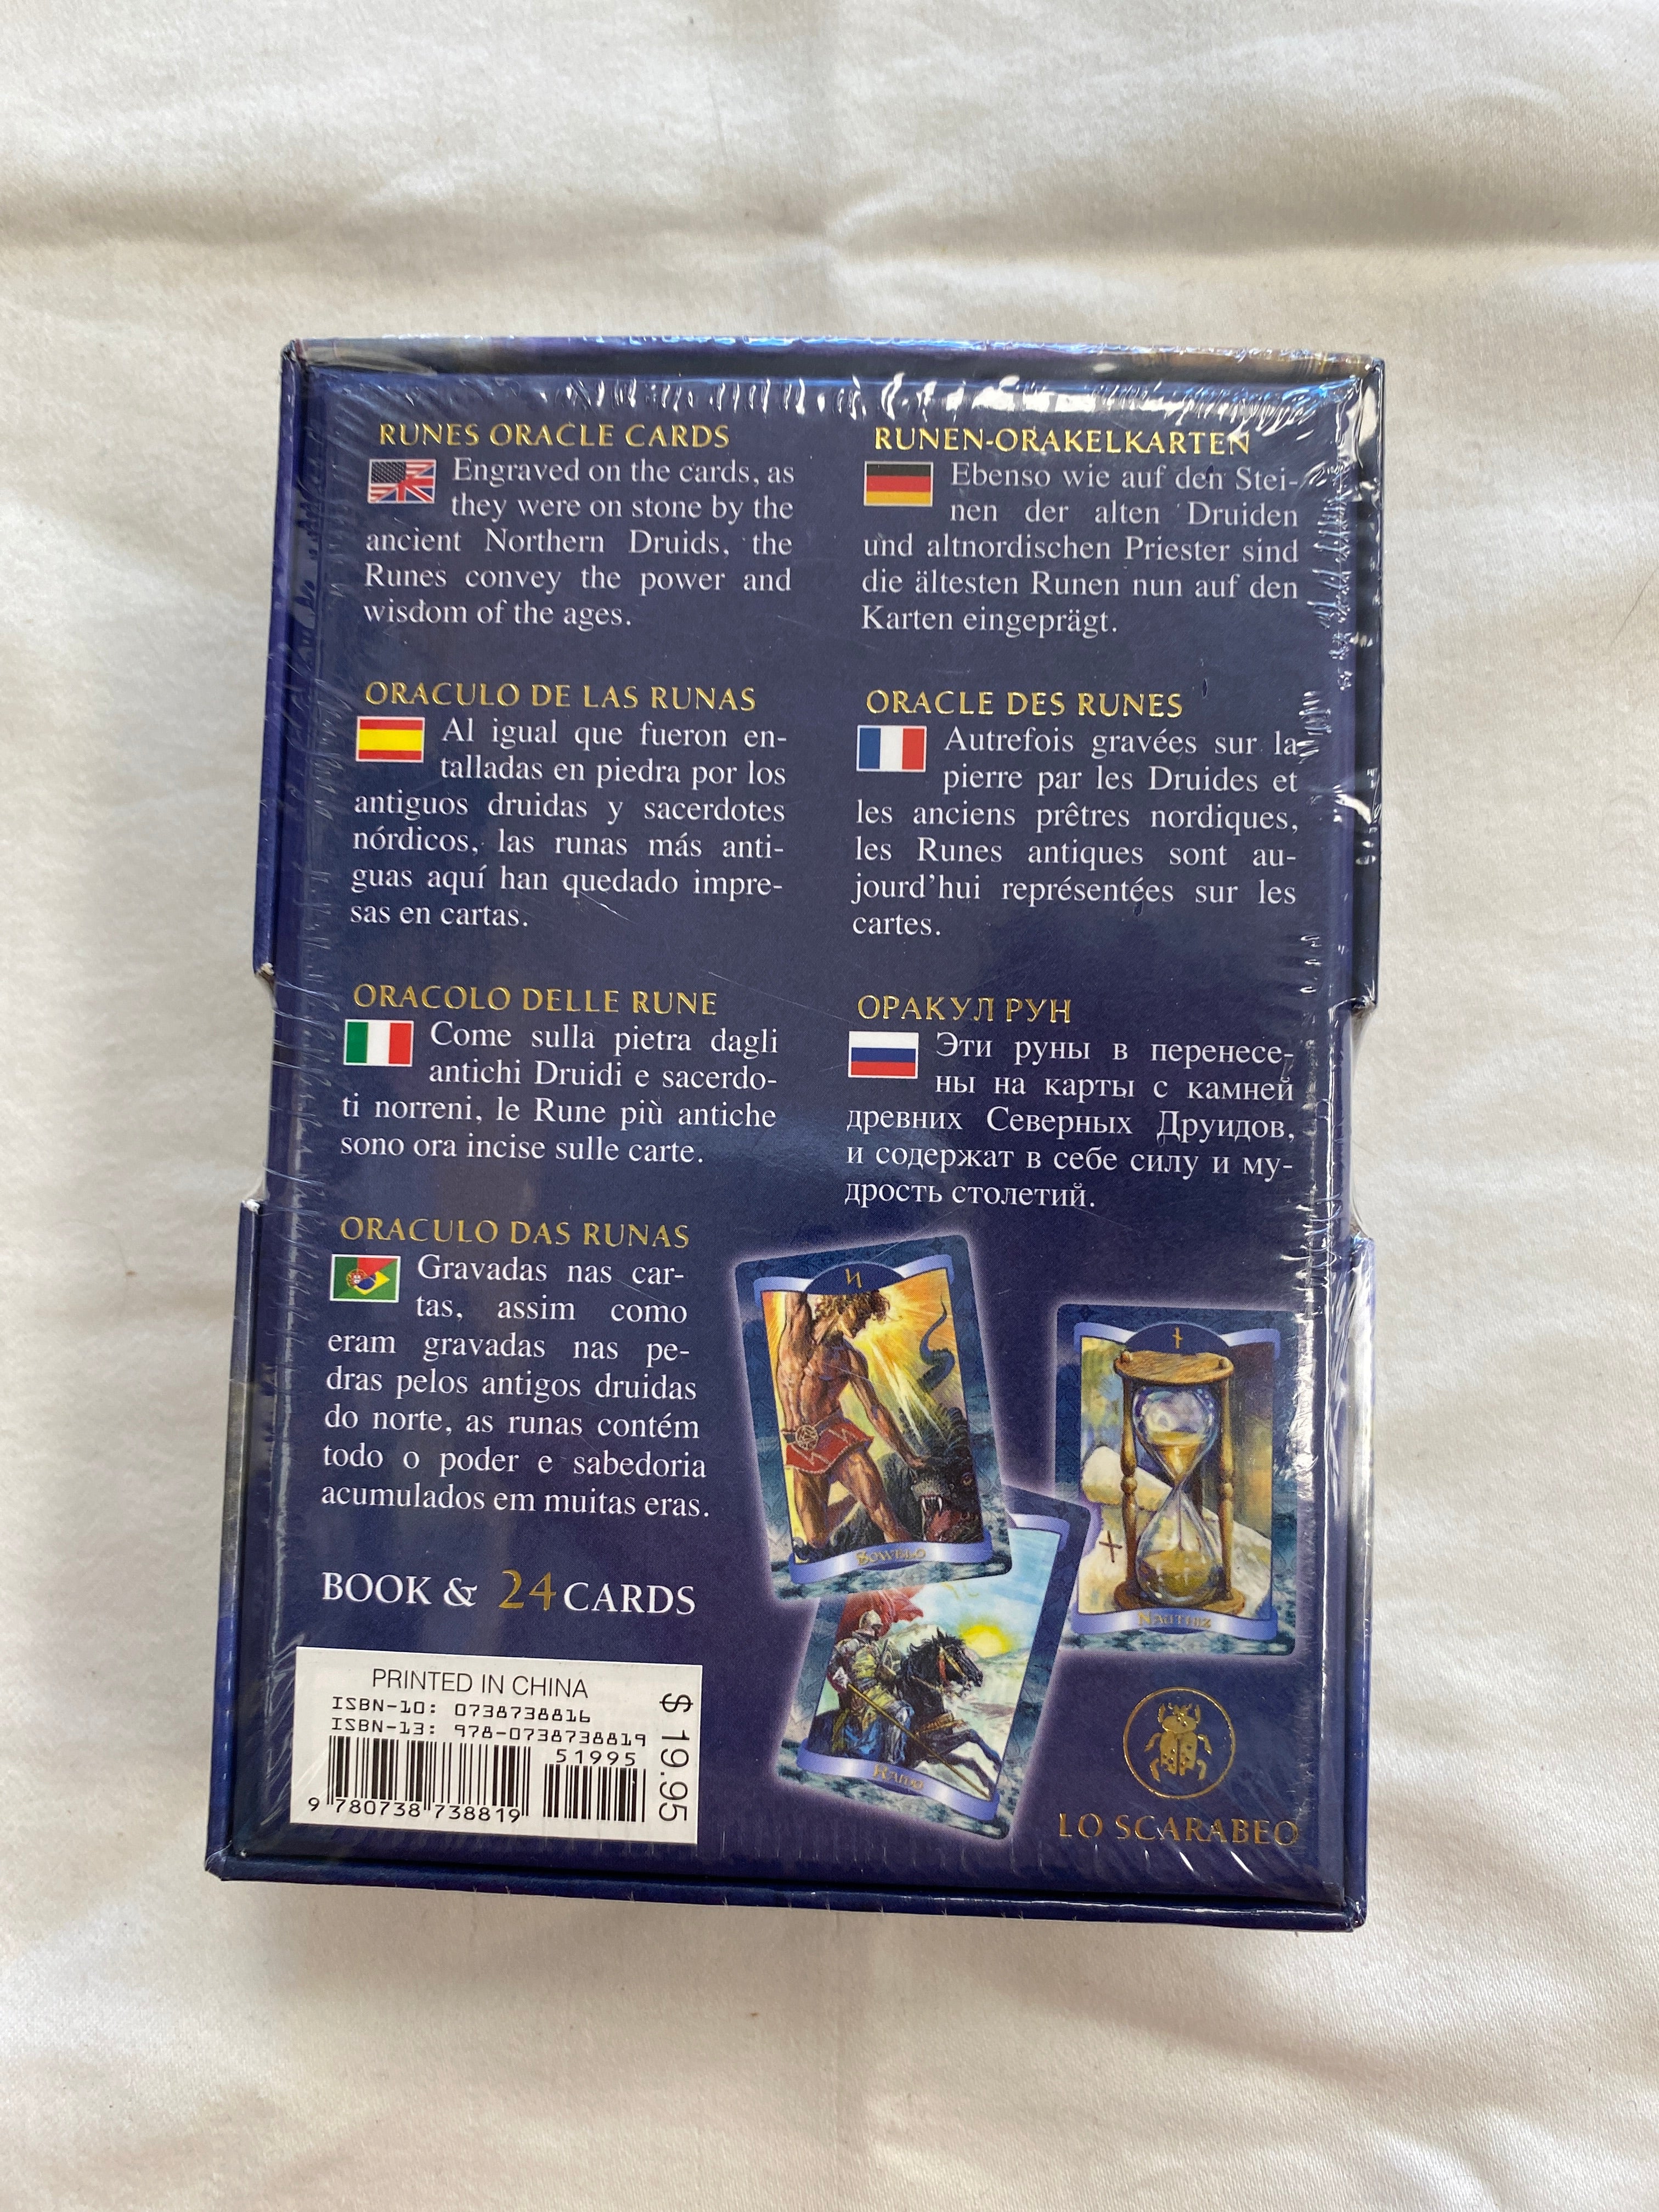 RUNES ORACLE CARDS
Engraved on the cards, as
they were on stone by the
ancient Northern Druids, the
Runes convey the power and
wisdom of the ages.
RUNEN-ORAKELKARTEN
Ebenso wie auf den Stei-
nen der alten Druiden
und altnordischen Priester sind
die ältesten Runen nun auf den
Karten eingeprägt.
ORACULO DE LAS RUNAS
Al igual que fueron en-
talladas en piedra por los
antiguos druidas y sacerdotes
nórdicos, las runas más anti-
guas aquí han quedado impre-
sas en cartas.
ORACLE DES RUNES
Autrefois gravées sur la
pierre par les Druides et
les anciens prêtres nordiques,
les Runes antiques sont au-
jourd'hui représentées sur les
cartes.
ORACOLO DELLE RUNE
Come sulla pietra dagli
antichi Druidi e sacerdo-
ti norreni, le Rune più antiche
sono ora incise sulle carte.
ОРАКУЛ РУН
Эти руны в перенесе-
ны на карты с камней
древних Северных Друидов,
и содержат в себе силу и му-
дрость столетий.
ORACULO DAS RUNAS
Gravadas nas car-
tas, assim como
eram gravadas nas pe-
dras pelos antigos druidas
do norte, as runas contém
todo o poder e sabedoria
acumulados em muitas eras.
BOOK & 24 CARDS
SOWELO
NAUTHIZ
RAIDO
PRINTED IN CHINA
ISBN-10: 0738738816
ISBN-13: 978-0738738819
51995
9 780738 738819
$ 19.95
LO SCARABEO